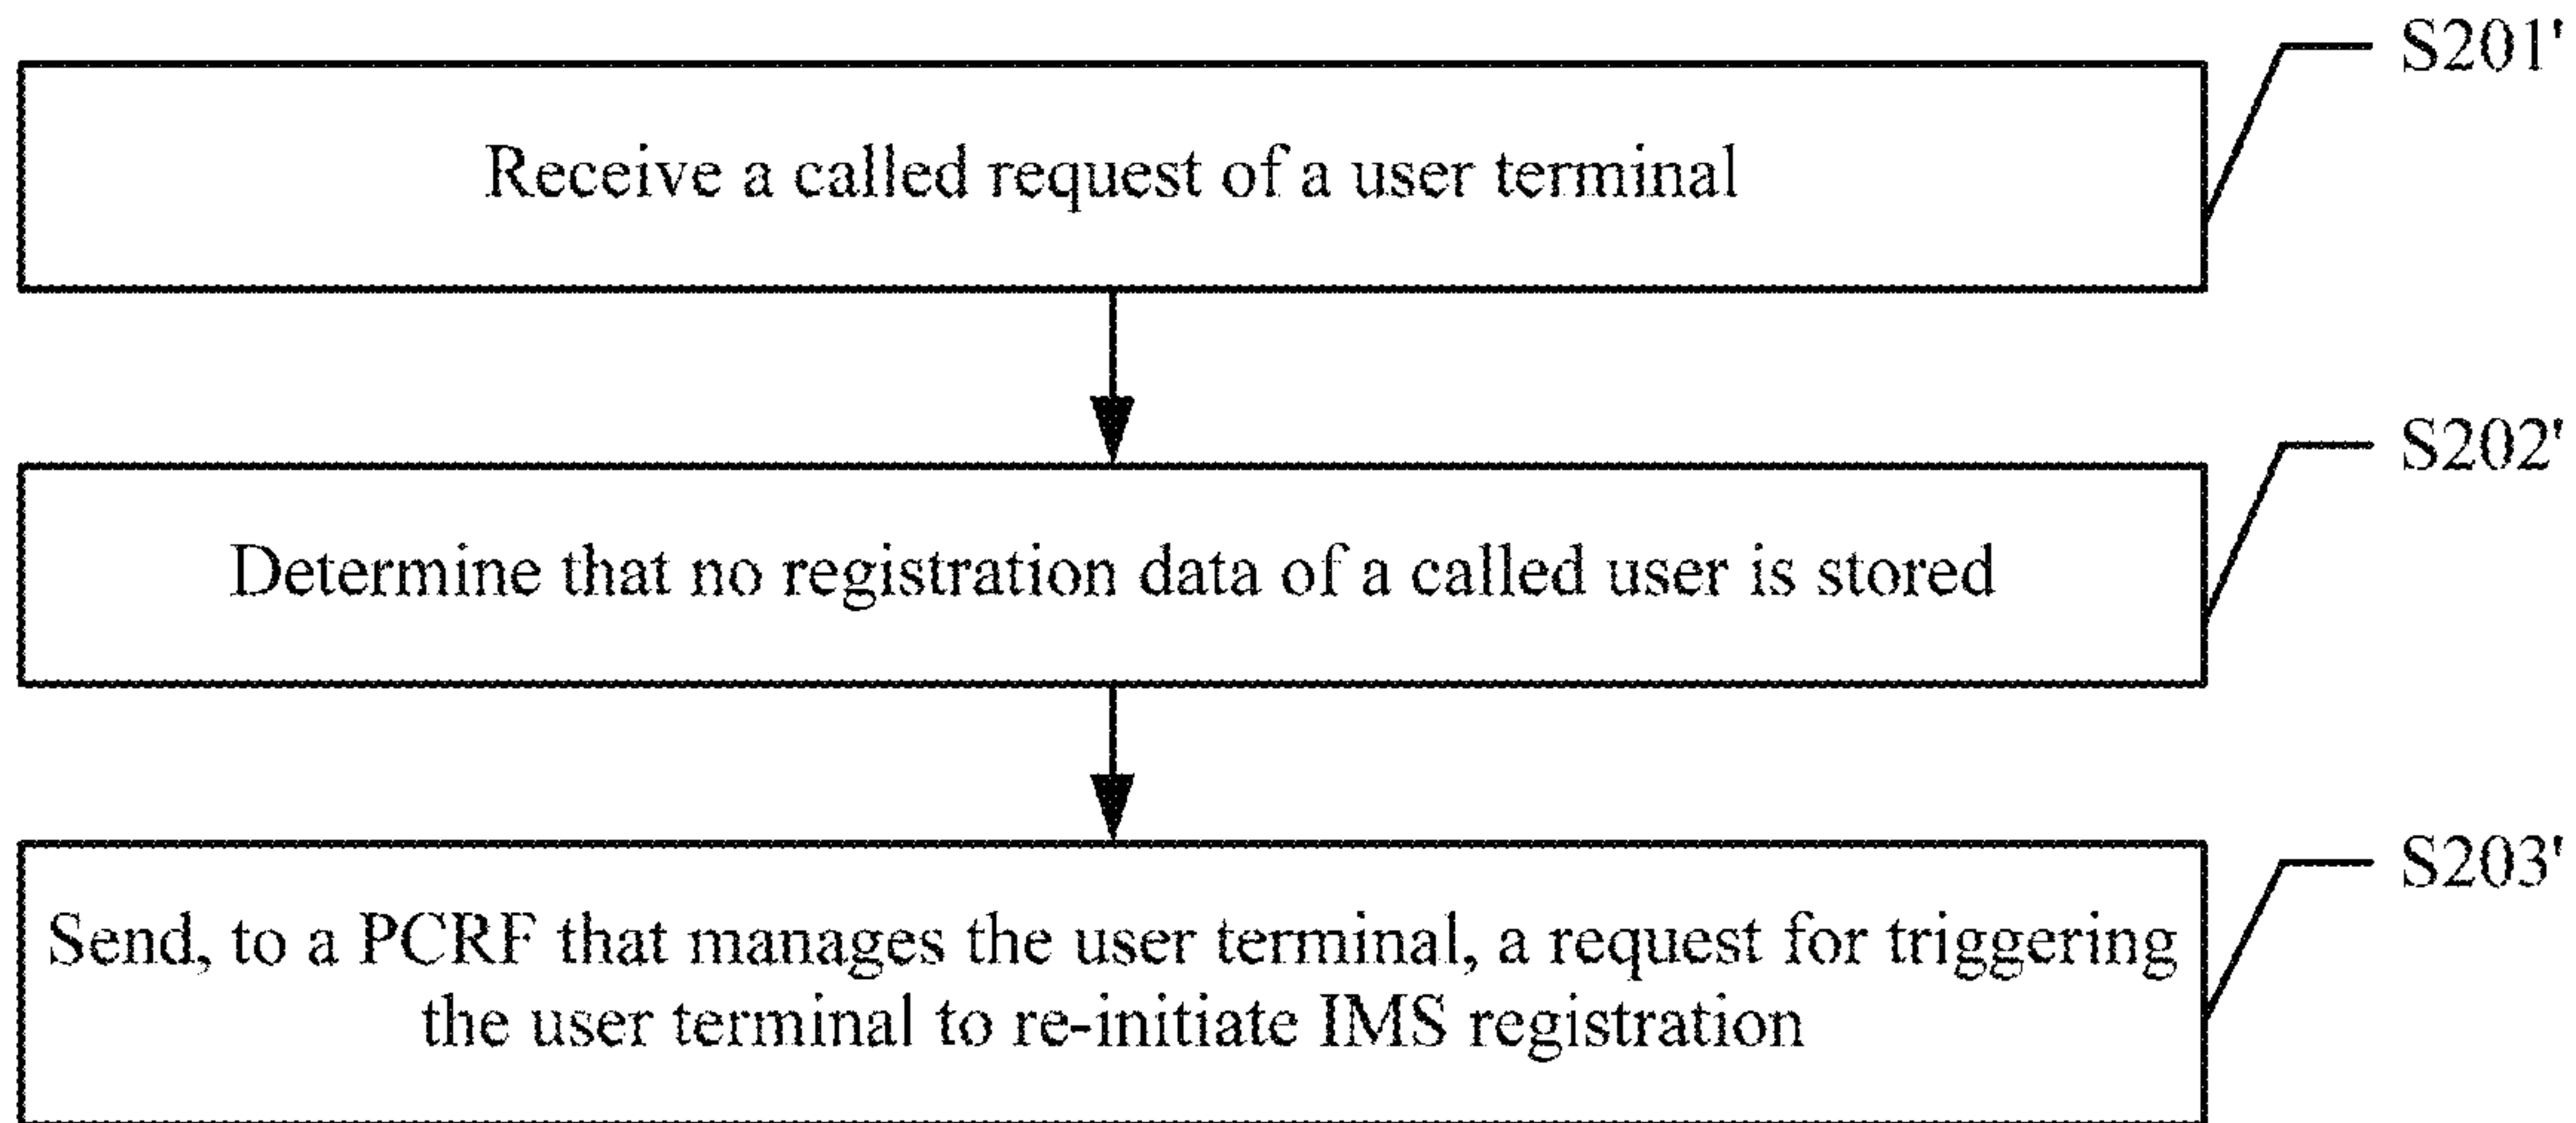 S201'
Receive a called request of a user terminal
S202'
Determine that no registration data of a called user is stored
S203'
Send, to a PCRF that manages the user terminal, a request for triggering
the user terminal to re-initiate IMS registration